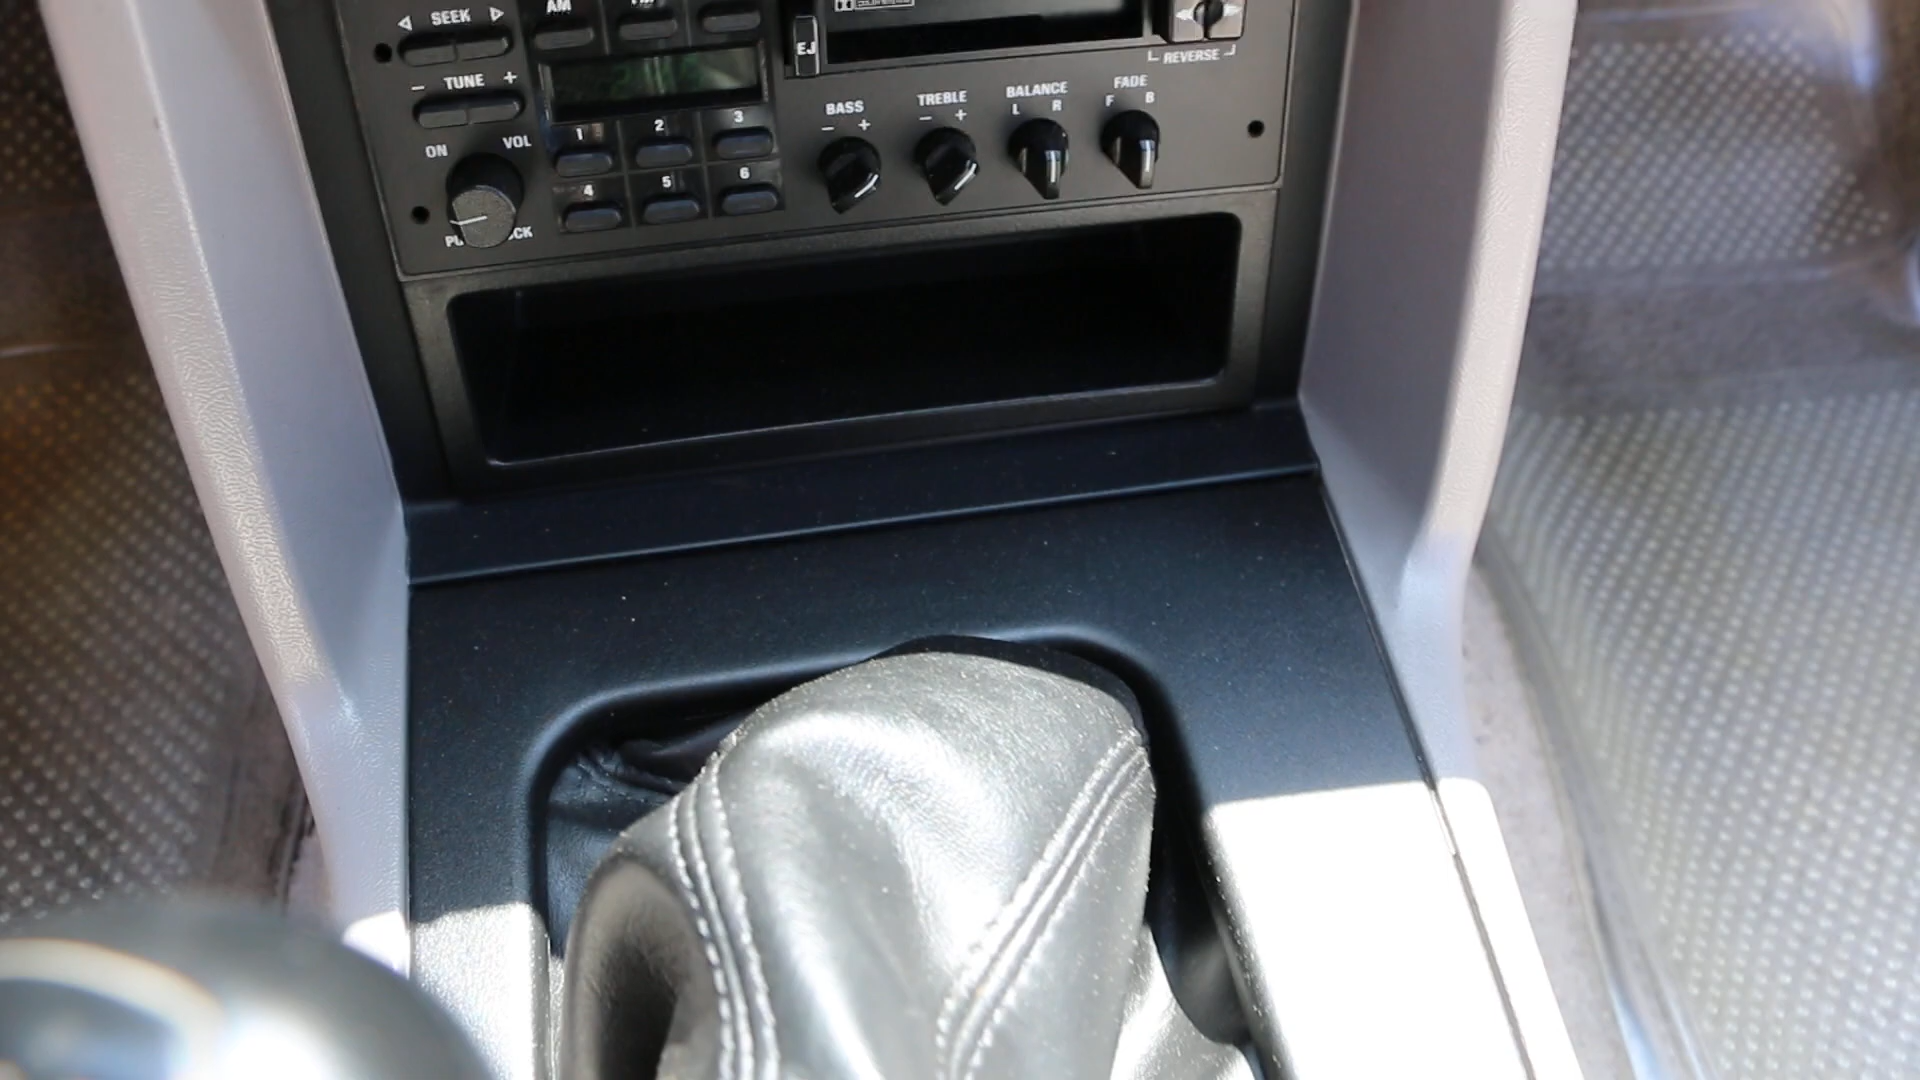 SEEK
AM
EJ
REVERSE
- TUNE +
BASS
- +
TREBLE
- +
BALANCE
L R
FADE
F B
ON VOL
1 2 3
4 5 6